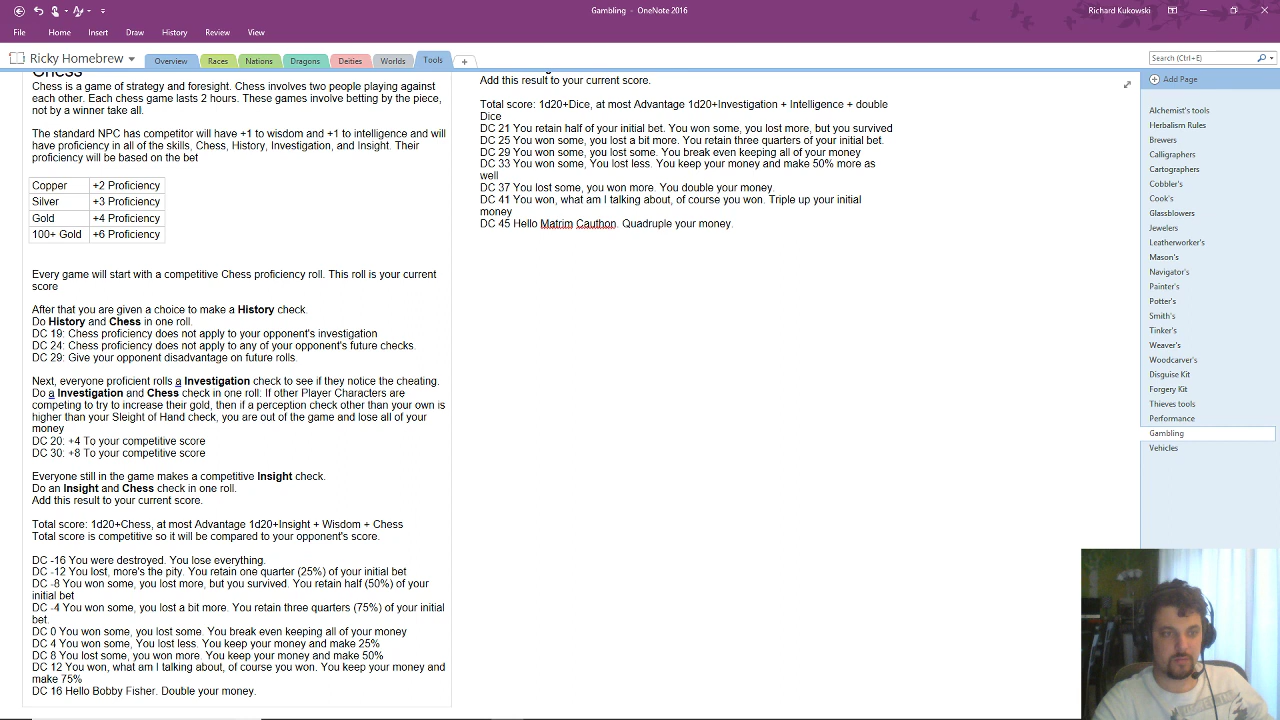 Gambling - OneNote 2016
Richard Kukowski
File Home Insert Draw History Review View
Ricky Homebrew
Overview Races Nations Dragons Deities Worlds Tools
Search (Ctrl+E)
Chess
Chess is a game of strategy and foresight. Chess involves two people playing against
each other. Each chess game lasts 2 hours. These games involve betting by the piece,
not by a winner take all.
The standard NPC has competitor will have +1 to wisdom and +1 to intelligence and will
have proficiency in all of the skills, Chess, History, Investigation, and Insight. Their
proficiency will be based on the bet
Copper +2 Proficiency
Silver +3 Proficiency
Gold +4 Proficiency
100+ Gold +6 Proficiency
Every game will start with a competitive Chess proficiency roll. This roll is your current
score
After that you are given a choice to make a History check.
Do History and Chess in one roll.
DC 19: Chess proficiency does not apply to your opponent's investigation
DC 24: Chess proficiency does not apply to any of your opponent's future checks.
DC 29: Give your opponent disadvantage on future rolls.
Next, everyone proficient rolls a Investigation check to see if they notice the cheating.
Do a Investigation and Chess check in one roll: If other Player Characters are
competing to try to increase their gold, then if a perception check other than your own is
higher than your Sleight of Hand check, you are out of the game and lose all of your
money
DC 20: +4 To your competitive score
DC 30: +8 To your competitive score
Everyone still in the game makes a competitive Insight check.
Do an Insight and Chess check in one roll.
Add this result to your current score.
Total score: 1d20+Chess, at most Advantage 1d20+Insight + Wisdom + Chess
Total score is competitive so it will be compared to your opponent's score.
DC -16 You were destroyed. You lose everything.
DC -12 You lost, more's the pity. You retain one quarter (25%) of your initial bet
DC -8 You won some, you lost more, but you survived. You retain half (50%) of your
initial bet
DC -4 You won some, you lost a bit more. You retain three quarters (75%) of your initial
bet.
DC 0 You won some, you lost some. You break even keeping all of your money
DC 4 You won some, You lost less. You keep your money and make 25%
DC 8 You lost some, you won more. You keep your money and make 50%
DC 12 You won, what am I talking about, of course you won. You keep your money and
make 75%
DC 16 Hello Bobby Fisher. Double your money.
Add this result to your current score.
Total score: 1d20+Dice, at most Advantage 1d20+Investigation + Intelligence + double
Dice
DC 21 You retain half of your initial bet. You won some, you lost more, but you survived
DC 25 You won some, you lost a bit more. You retain three quarters of your initial bet.
DC 29 You won some, you lost some. You break even keeping all of your money
DC 33 You won some, You lost less. You keep your money and make 50% more as
well
DC 37 You lost some, you won more. You double your money.
DC 41 You won, what am I talking about, of course you won. Triple up your initial
money
DC 45 Hello Matrim Cauthon. Quadruple your money.
Add Page
Alchemist's tools
Herbalism Rules
Brewers
Calligraphers
Cartographers
Cobbler's
Cook's
Glassblowers
Jewelers
Leatherworker's
Mason's
Navigator's
Painter's
Potter's
Smith's
Tinker's
Weaver's
Woodcarver's
Disguise Kit
Forgery Kit
Thieves tools
Performance
Gambling
Vehicles